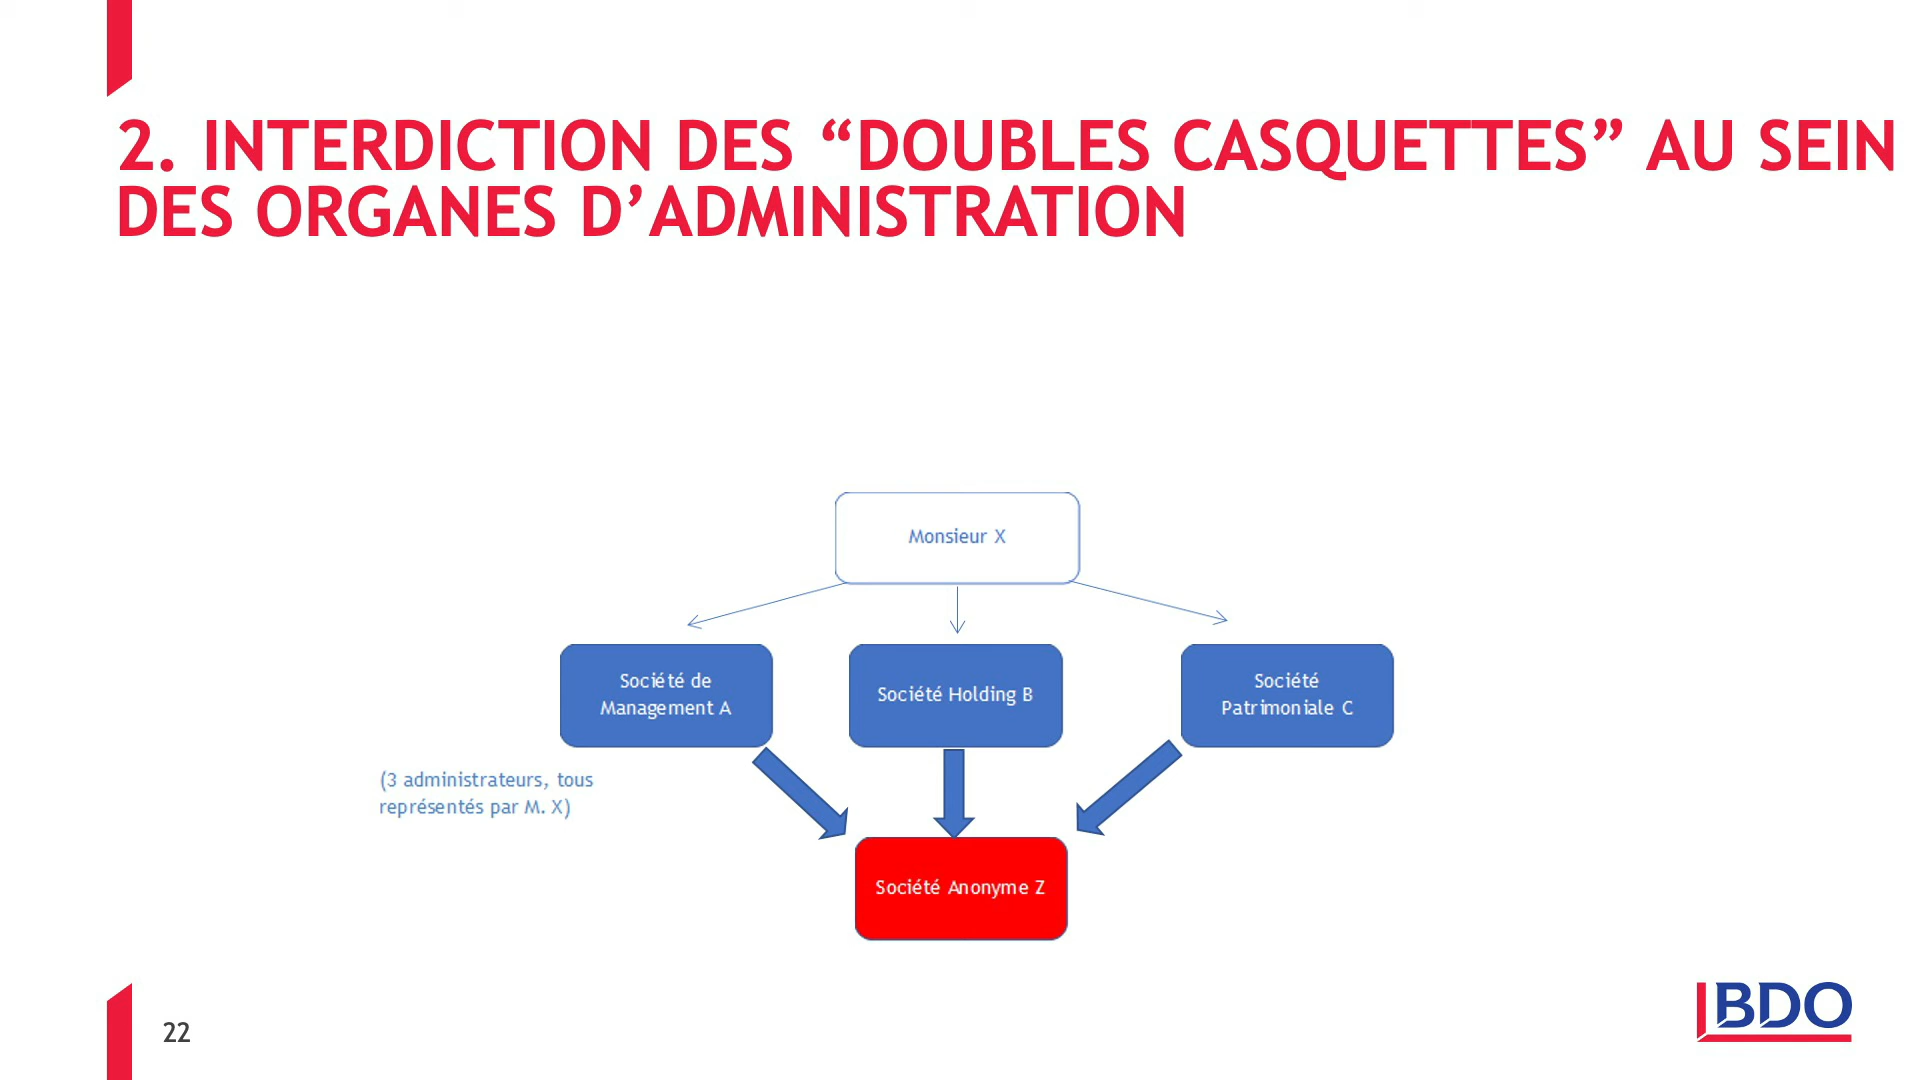 2. INTERDICTION DES “DOUBLES CASQUETTES” AU SEIN
DES ORGANES D’ADMINISTRATION
Monsieur X
Société de
Management A
Société Holding B
Société
Patrimoniale C
(3 administrateurs, tous
représentés par M. X)
Société Anonyme Z
22
BDO